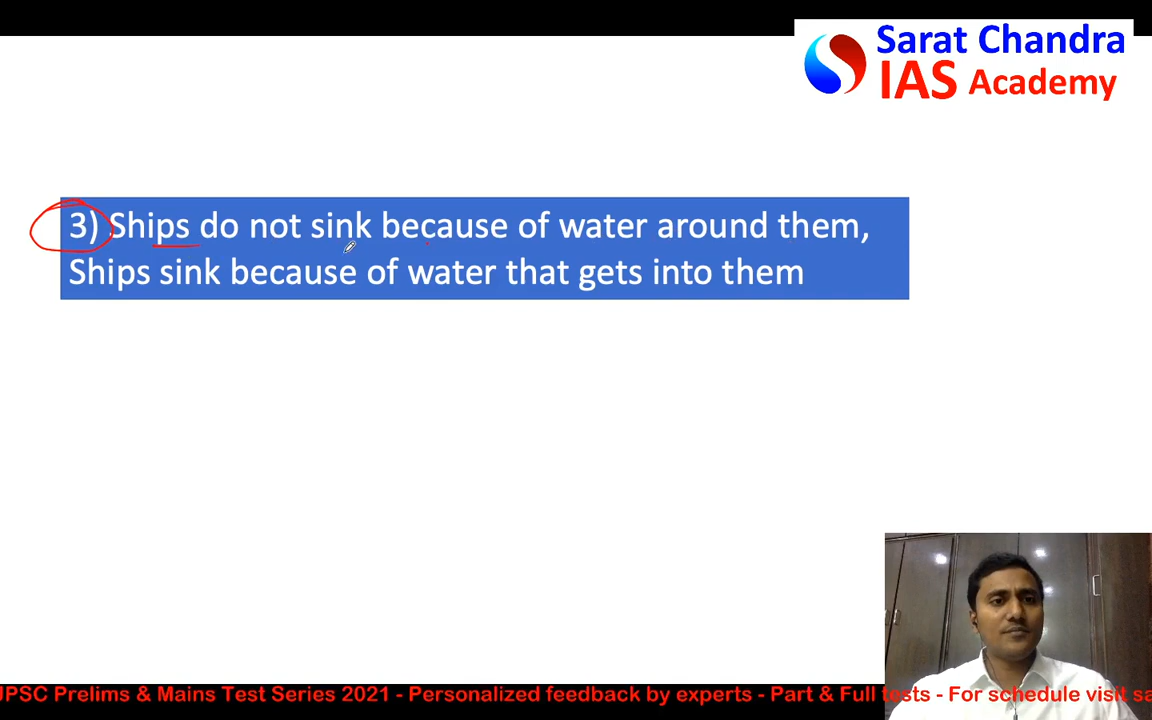 Sarat Chandra
IAS Academy
3) Ships do not sink because of water around them,
Ships sink because of water that gets into them
JPSC Prelims & Mains Test Series 2021 - Personalized feedback by experts - Part & Full tests - For schedule visit sa